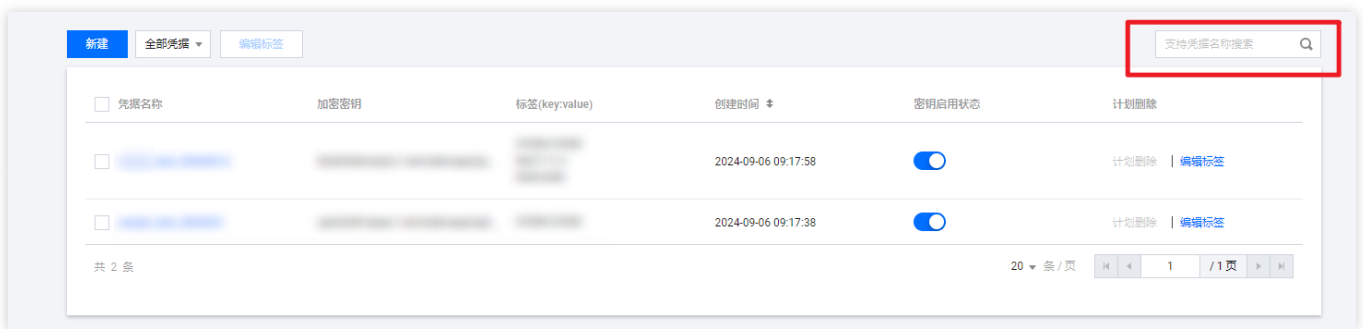 新建 全部凭据 编辑标签 支持凭据名称搜索
凭据名称 加密密钥 标签(key:value) 创建时间 密钥启用状态 计划删除
2024-09-06 09:17:58 计划删除 | 编辑标签
2024-09-06 09:17:38 计划删除 | 编辑标签
共 2 条 20 条 / 页 1 / 1 页